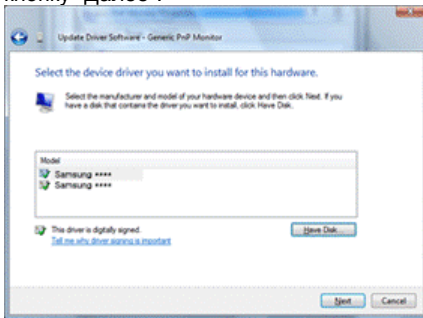 кнопку "Далее".
Update Driver Software - Generic PnP Monitor
Select the device driver you want to install for this hardware.
Select the manufacturer and model of your hardware device and then click Next. If you
have a disk that contains the driver you want to install, click Have Disk.
Model
Samsung ****
Samsung ****
This driver is digitally signed.
Have Disk...
Tell me why driver signing is important
Next Cancel